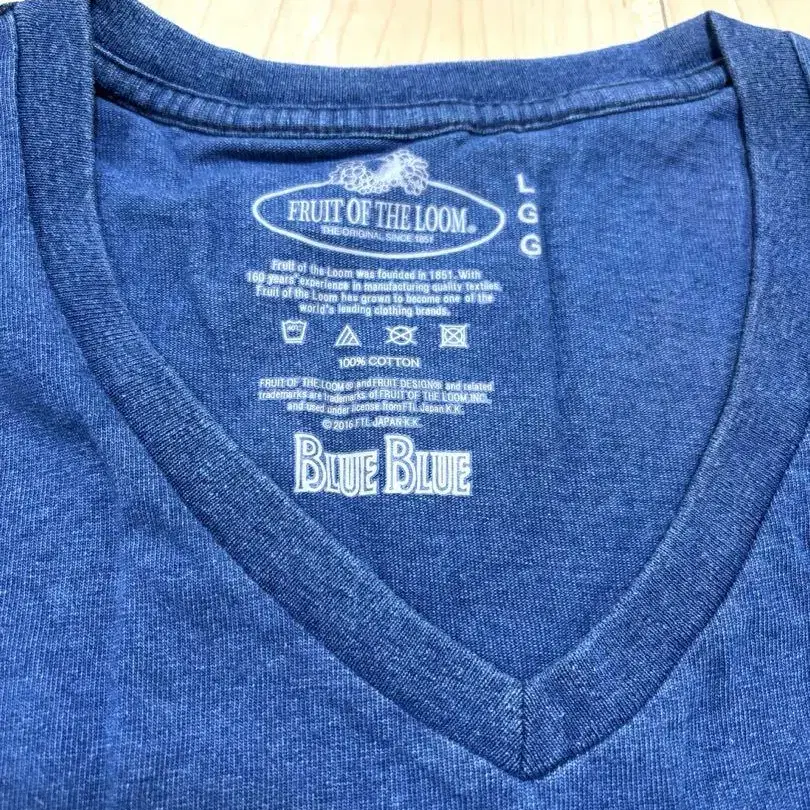 FRUIT OF THE LOOM®
THE ORIGINAL. SINCE 1851
L
G
G
Fruit of the Loom was founded in 1851. With
160 years' experience in manufacturing quality textiles,
Fruit of the Loom has grown to become one of the
world's leading clothing brands.
40℃
100% COTTON
FRUIT OF THE LOOM® and FRUIT DESIGN® and related
trademarks are trademarks of FRUIT OF THE LOOM, INC.
and used under license from FTL Japan K.K.
© 2016 FTL JAPAN K.K.
BLUE BLUE